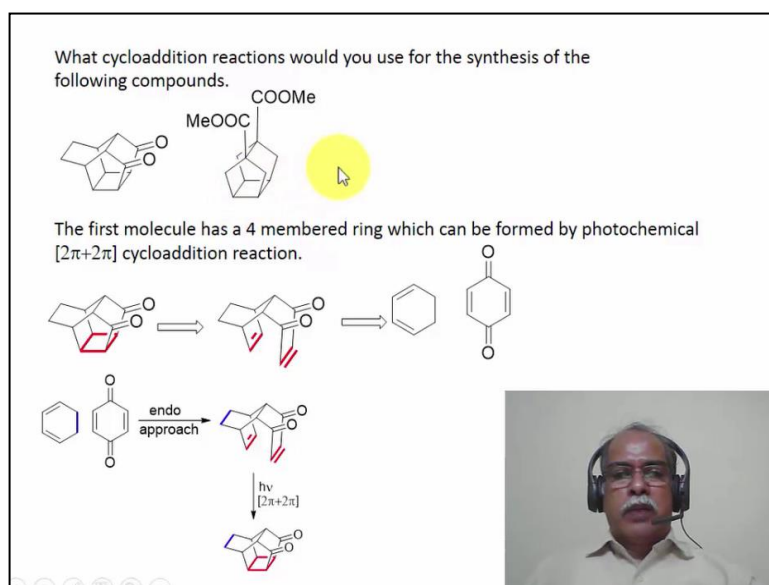 What cycloaddition reactions would you use for the synthesis of the
following compounds.
COOMe
MeOOC
O
O
The first molecule has a 4 membered ring which can be formed by photochemical
[2π+2π] cycloaddition reaction.
O
O
O
O
O
O
O
O
endo
approach
O
O
hν
[2π+2π]
O
O